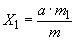 X₁ = a · m₁ / m